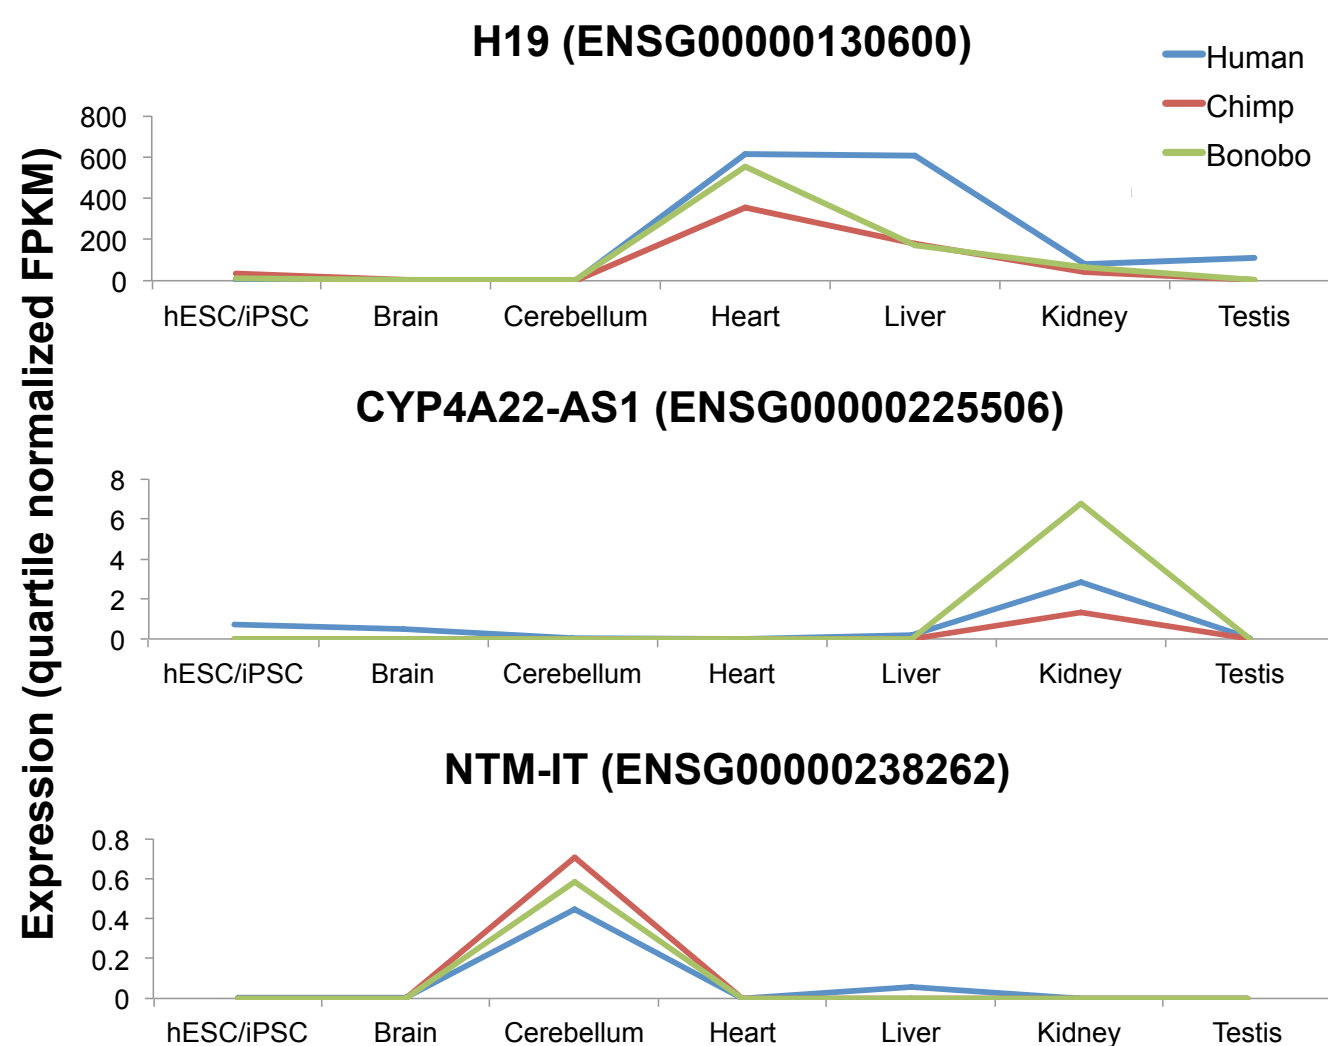 H19 (ENSG00000130600)
Human
Chimp
Bonobo
Expression (quartile normalized FPKM)
800
600
400
200
0
hESC/iPSC Brain Cerebellum Heart Liver Kidney Testis
CYP4A22-AS1 (ENSG00000225506)
8
6
4
2
0
hESC/iPSC Brain Cerebellum Heart Liver Kidney Testis
NTM-IT (ENSG00000238262)
0.8
0.6
0.4
0.2
0
hESC/iPSC Brain Cerebellum Heart Liver Kidney Testis